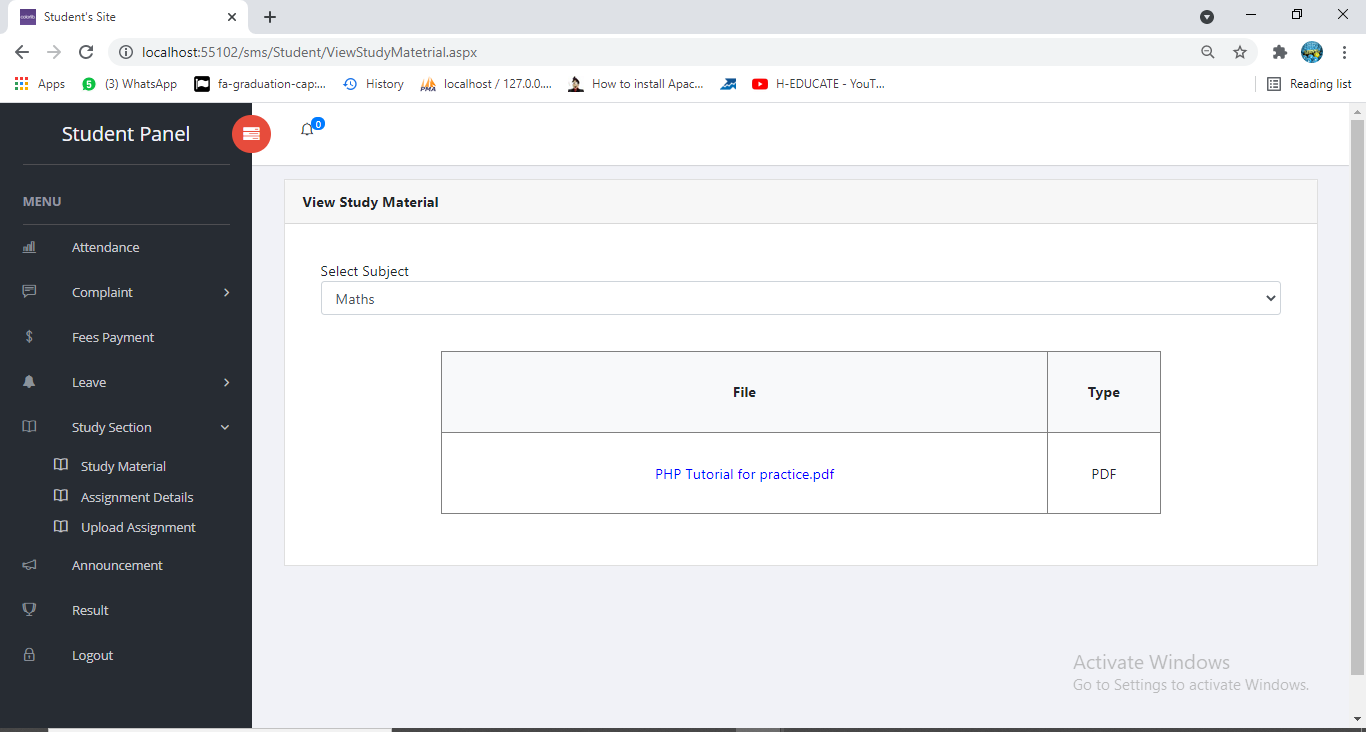 Student's Site
localhost:55102/sms/Student/ViewStudyMatetrial.aspx
Apps
5
(3) WhatsApp
fa-graduation-cap:...
History
PMA
localhost / 127.0.0....
How to install Apac...
H-EDUCATE - YouT...
Reading list
Student Panel
0
MENU
Attendance
Complaint
Fees Payment
Leave
Study Section
Study Material
Assignment Details
Upload Assignment
Announcement
Result
Logout
View Study Material
Select Subject
Maths
File Type
PHP Tutorial for practice.pdf PDF
Activate Windows
Go to Settings to activate Windows.